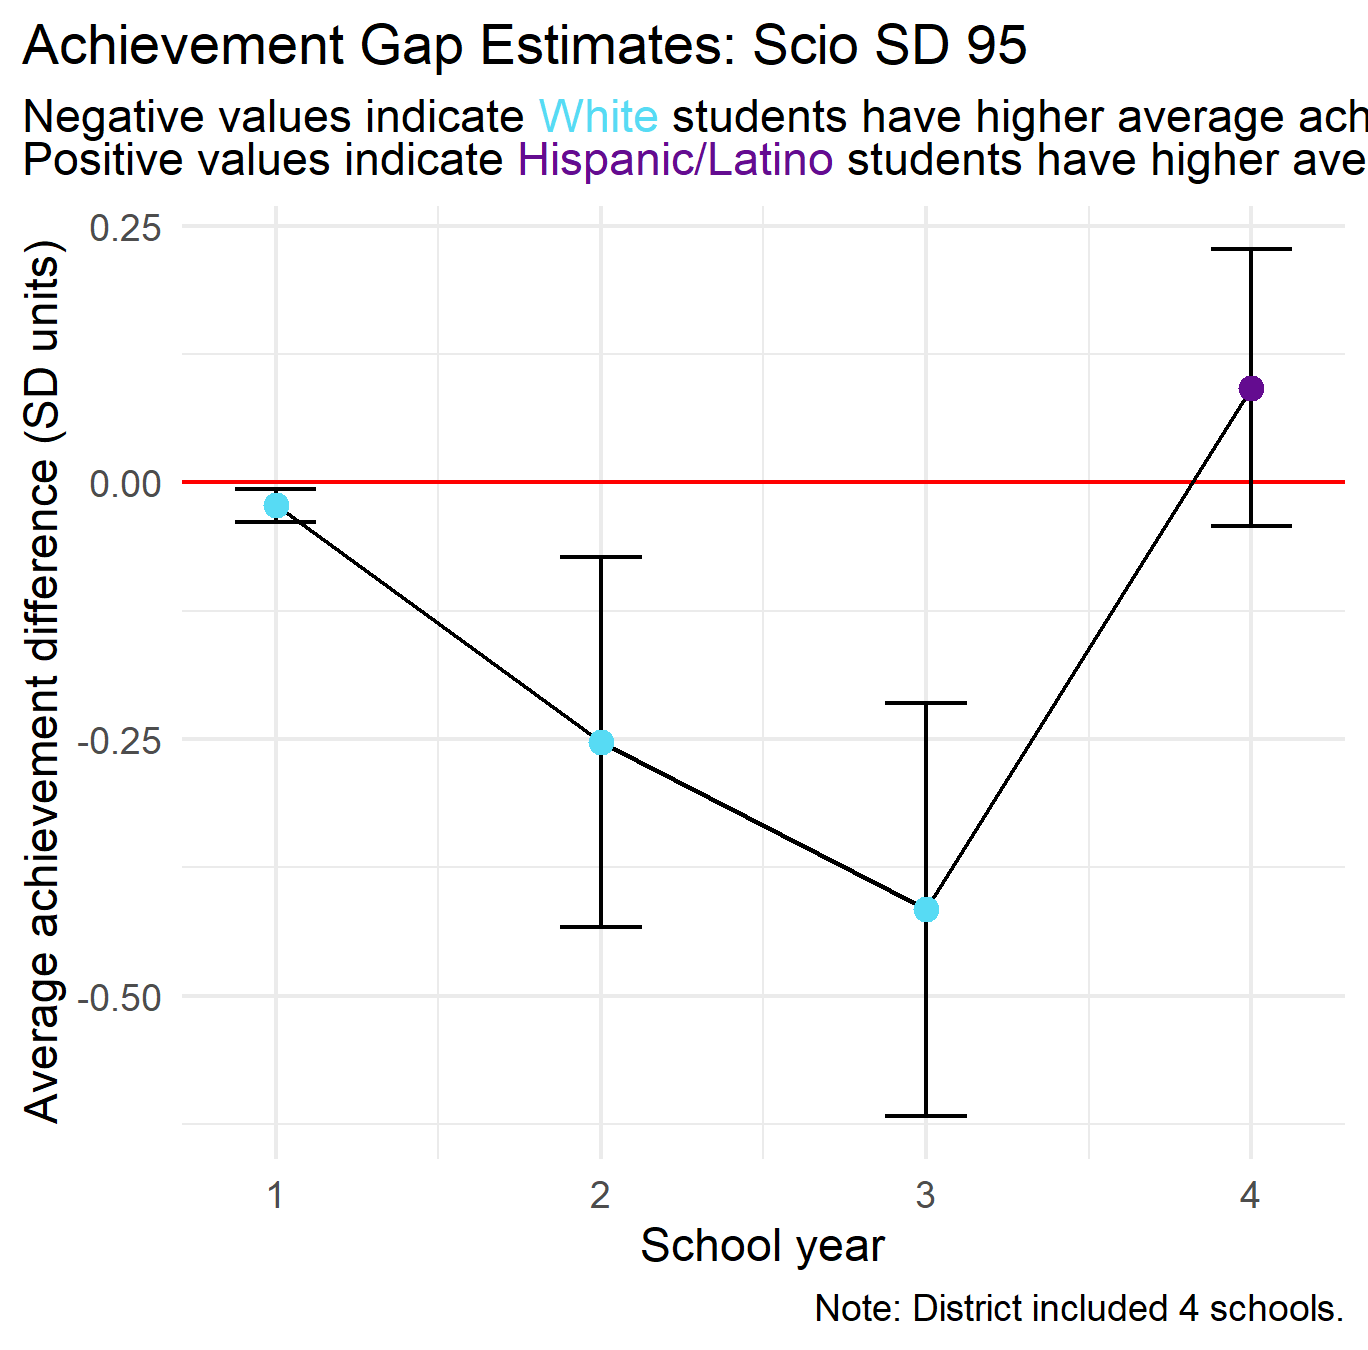 Achievement Gap Estimates: Scio SD 95
Negative values indicate White students have higher average
Positive values indicate Hispanic/Latino students have higher
0.25
0.00
-0.25
-0.50
Average achievement difference (SD units)
1
2
3
4
School year
Note: District included 4 schools.